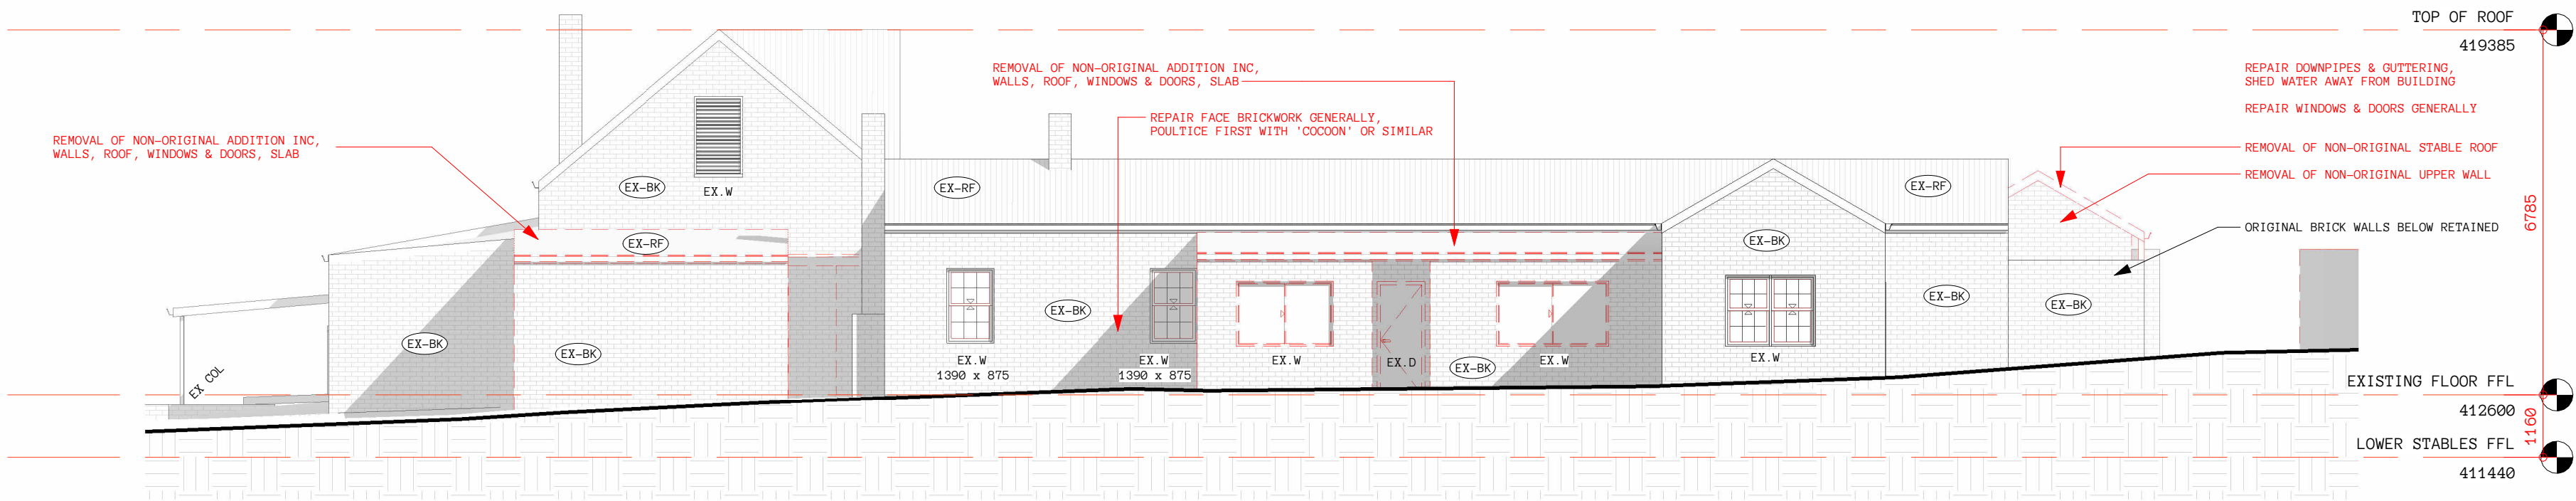 TOP OF ROOF
419385
REMOVAL OF NON-ORIGINAL ADDITION INC,
WALLS, ROOF, WINDOWS & DOORS, SLAB
REPAIR DOWNPIPES & GUTTERING,
SHED WATER AWAY FROM BUILDING
REPAIR WINDOWS & DOORS GENERALLY
REPAIR FACE BRICKWORK GENERALLY,
POULTICE FIRST WITH 'COCOON' OR SIMILAR
REMOVAL OF NON-ORIGINAL ADDITION INC,
WALLS, ROOF, WINDOWS & DOORS, SLAB
REMOVAL OF NON-ORIGINAL STABLE ROOF
REMOVAL OF NON-ORIGINAL UPPER WALL
EX-BK
EX.W
EX-RF
EX-RF
6785
ORIGINAL BRICK WALLS BELOW RETAINED
EX-RF
EX-BK
EX-BK
EX-BK
EX-BK
EX-BK
EX-BK
EX-BK
EX.W
1390 x 875
EX.W
1390 x 875
EX.W
EX.D
EX-BK
EX.W
EX.W
EX COL
EXISTING FLOOR FFL
412600
1160
LOWER STABLES FFL
411440